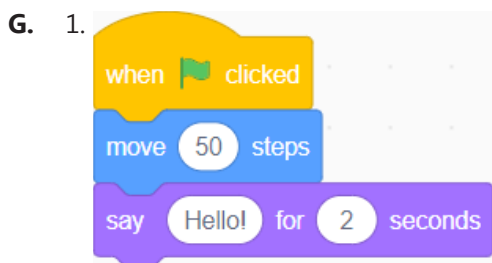 G. 1.
when clicked
move 50 steps
say Hello! for 2 seconds